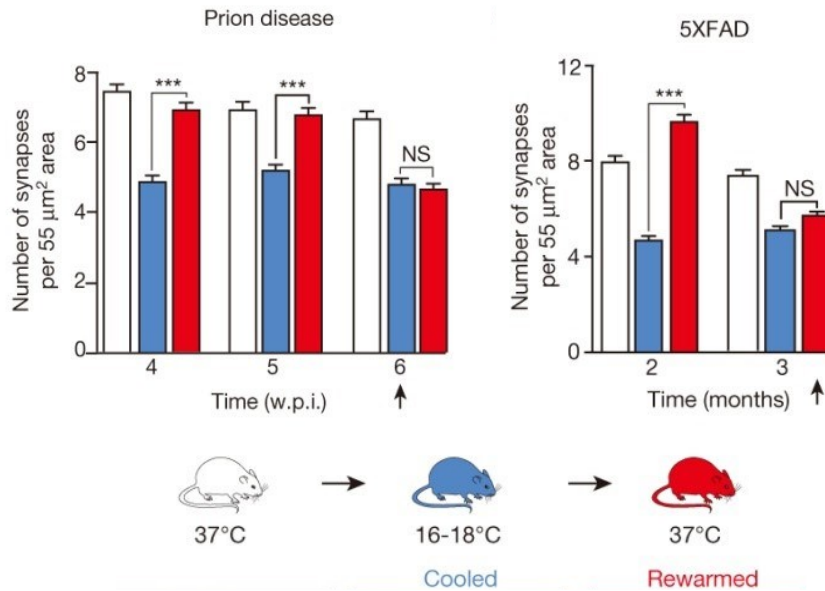 Prion disease
Number of synapses
per 55 μm² area
8
6
4
2
0
***
***
NS
4
5
6
Time (w.p.i.)
5XFAD
Number of synapses
per 55 μm² area
12
8
4
0
***
NS
2
3
Time (months)
37°C
16-18°C
37°C
Cooled
Rewarmed